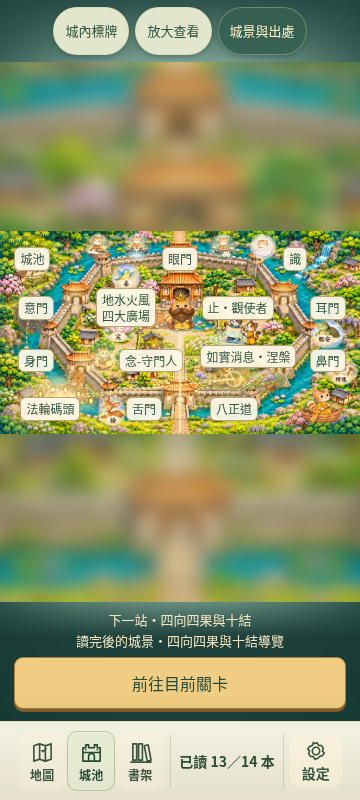 城內標牌
放大查看
城景與出處
城池
眼門
識
意門
地水火風
四大廣場
止・觀使者
耳門
身門
念-守門人
如實消息・涅槃
鼻門
法輪碼頭
舌門
八正道
下一站・四向四果與十結
讀完後的城景・四向四果與十結導覽
前往目前關卡
地圖
城池
書架
已讀 13／14 本
設定